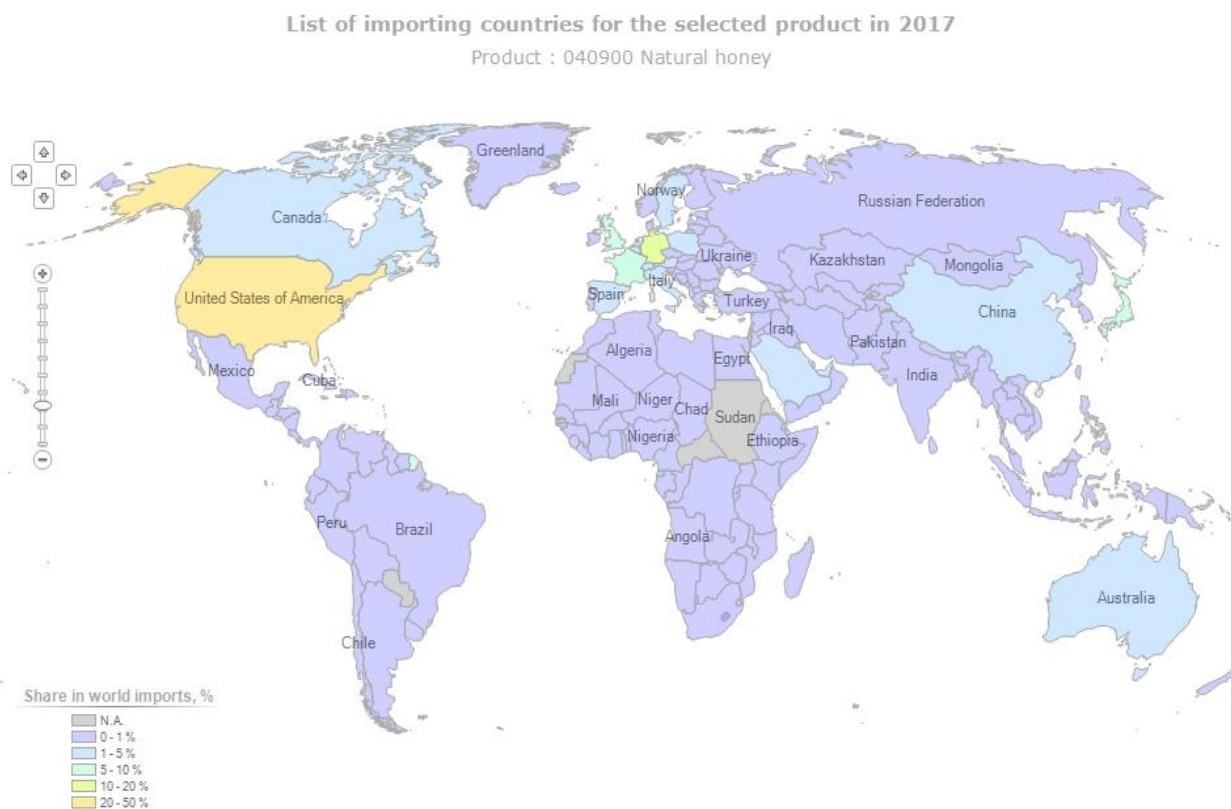 List of importing countries for the selected product in 2017
Product : 040900 Natural honey
Greenland
Norway
Russian Federation
Canada
Ukraine
Kazakhstan
Mongolia
Italy
United States of America
Spain
Turkey
China
Iraq
Algeria
Egypt
Pakistan
Mexico
India
Cuba
Mali
Niger
Chad
Sudan
Nigeria
Ethiopia
Peru
Brazil
Angola
Australia
Chile
Share in world imports, %
N.A.
0 - 1 %
1 - 5 %
5 - 10 %
10 - 20 %
20 - 50 %